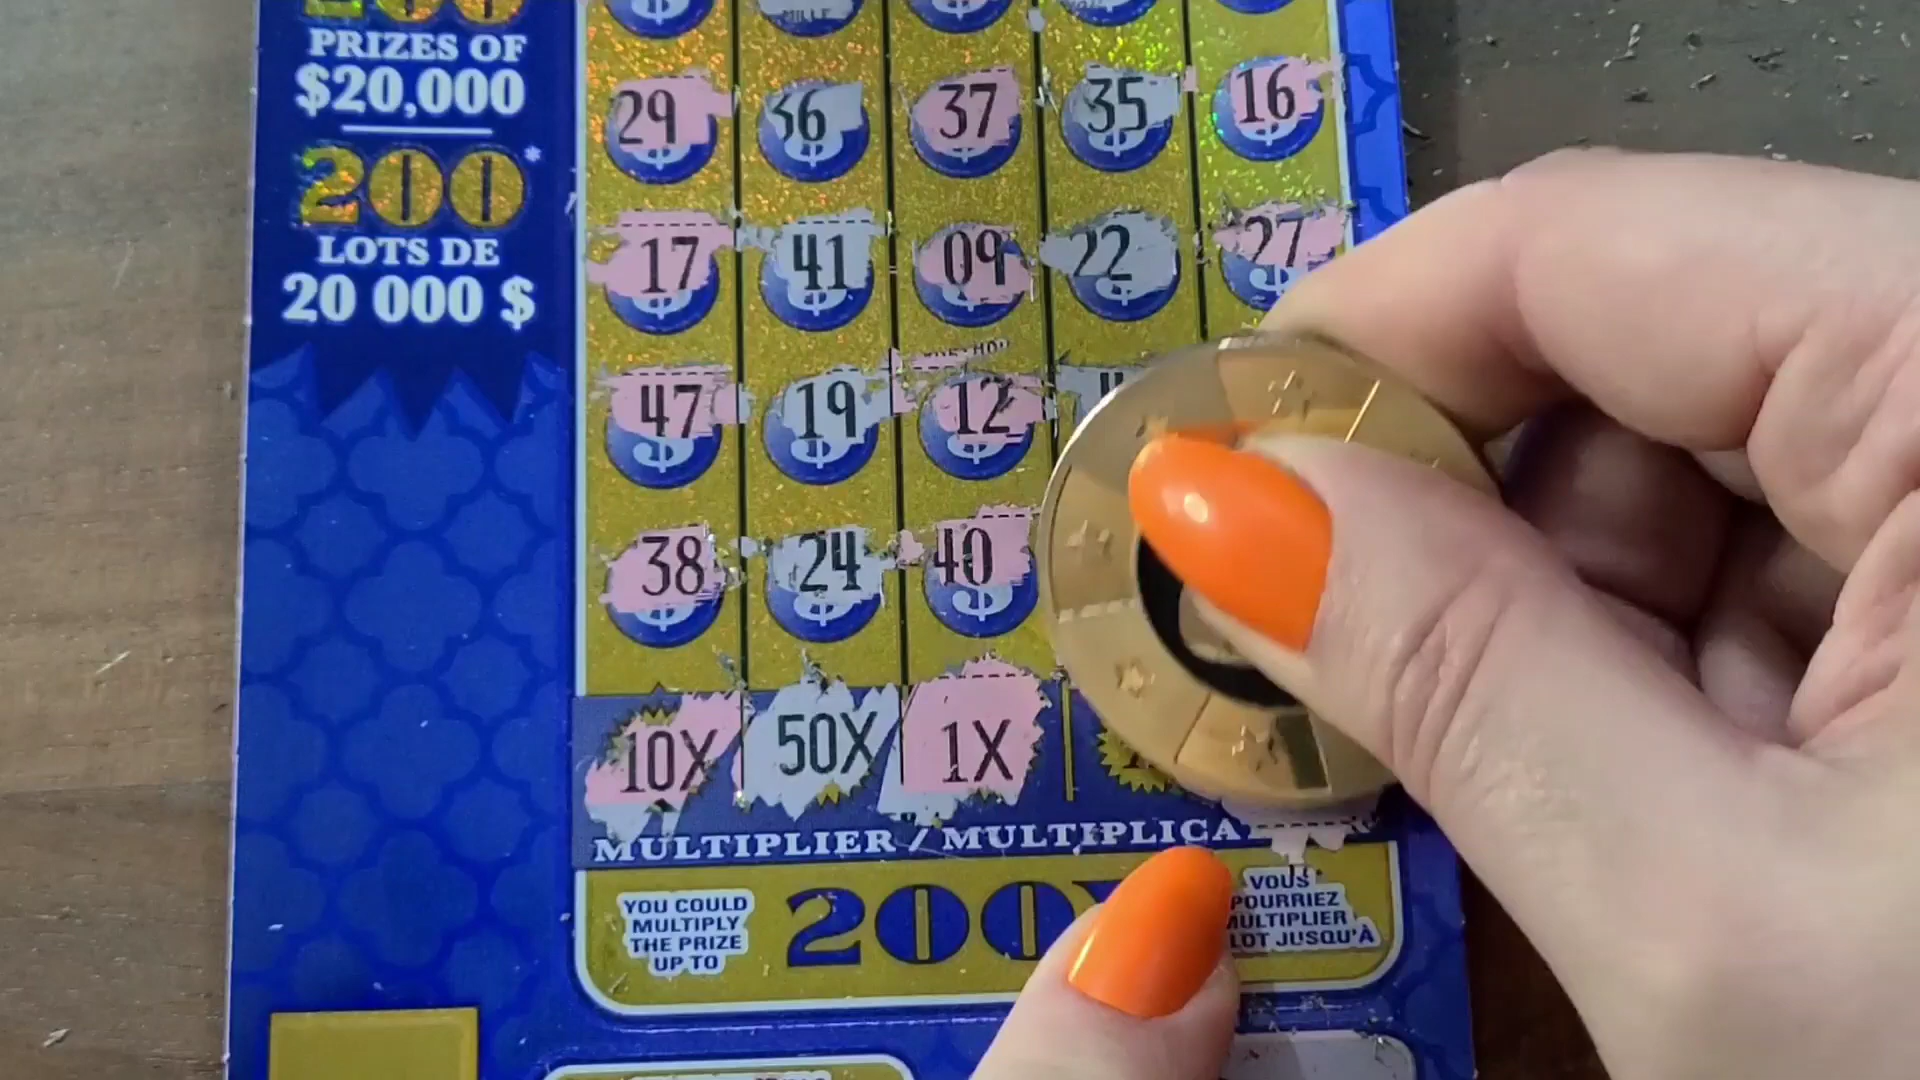 PRIZES OF
$20,000
200*
LOTS DE
20 000 $
MILLE
29 36 37 35 16
17 41 09 22 27
47 19 12
38 24 40
10X 50X 1X
MULTIPLIER /
YOU COULD
MULTIPLY
THE PRIZE
UP TO
200X
VOUS
POURRIEZ
MULTIPLIER
LOT JUSQU'À